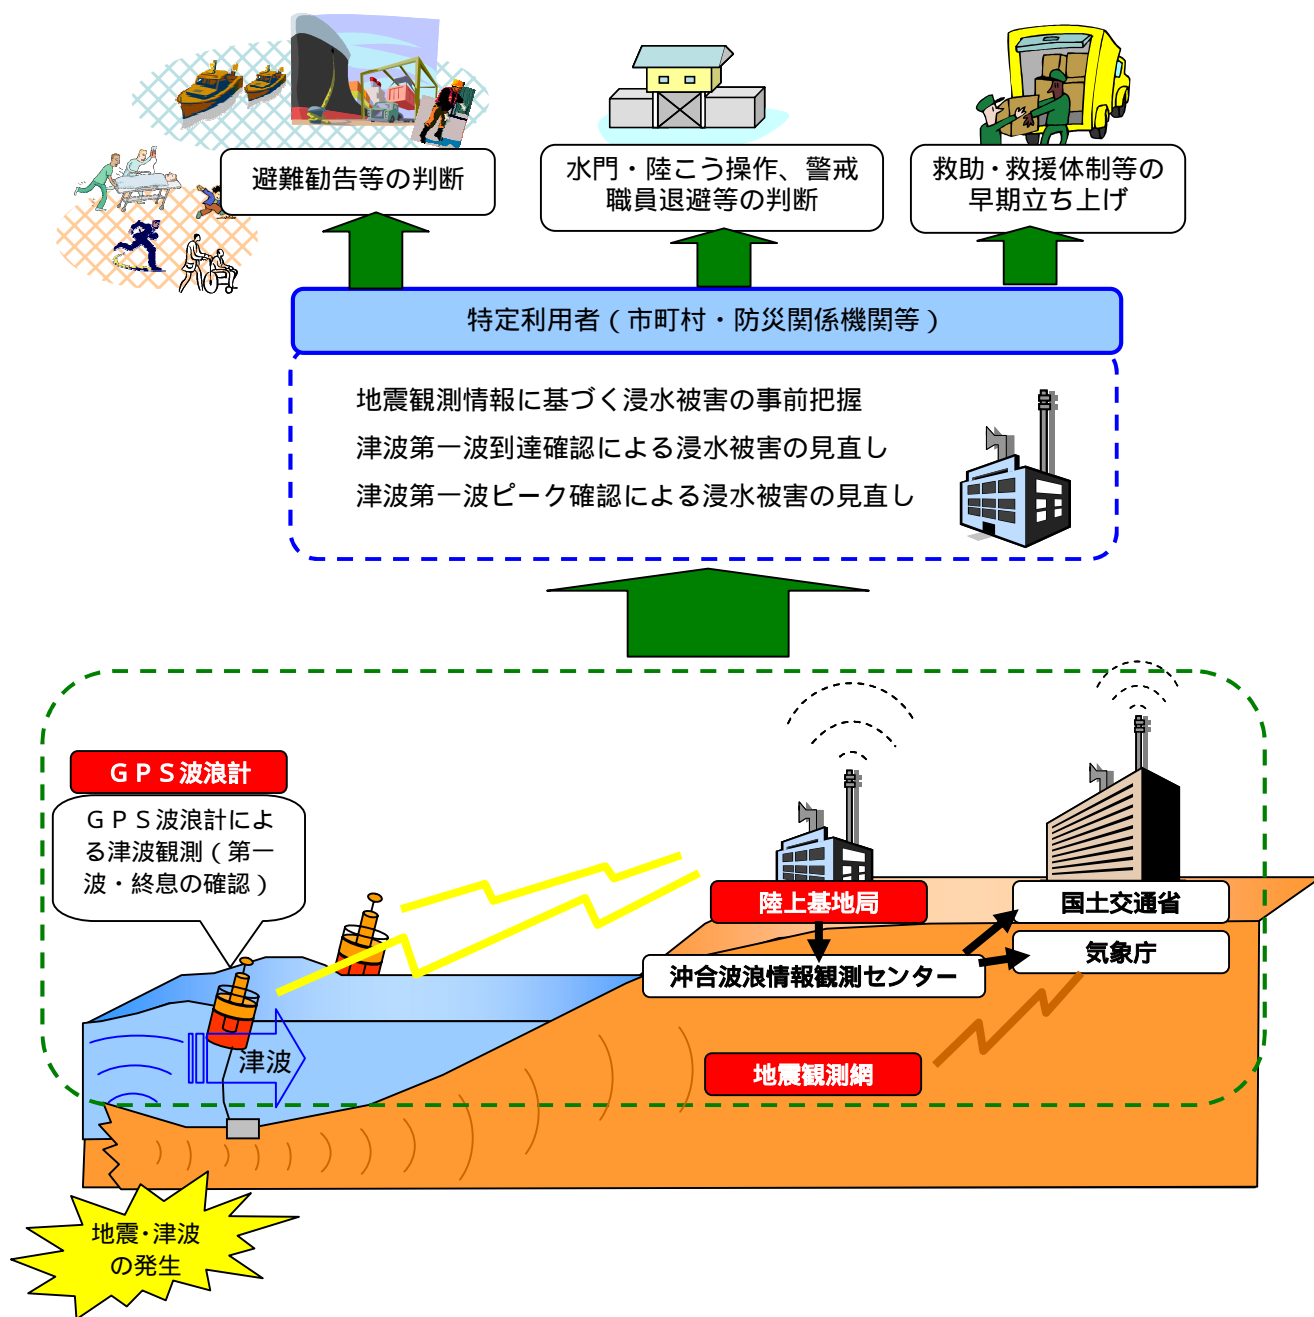 避難勧告等の判断
水門・陸こう操作、警戒
職員退避等の判断
救助・救援体制等の
早期立ち上げ
特定利用者（市町村・防災関係機関等）
地震観測情報に基づく浸水被害の事前把握
津波第一波到達確認による浸水被害の見直し
津波第一波ピーク確認による浸水被害の見直し
ＧＰＳ波浪計
ＧＰＳ波浪計によ
る津波観測（第一
波・終息の確認）
陸上基地局
国土交通省
気象庁
沖合波浪情報観測センター
津波
地震観測網
地震・津波
の発生